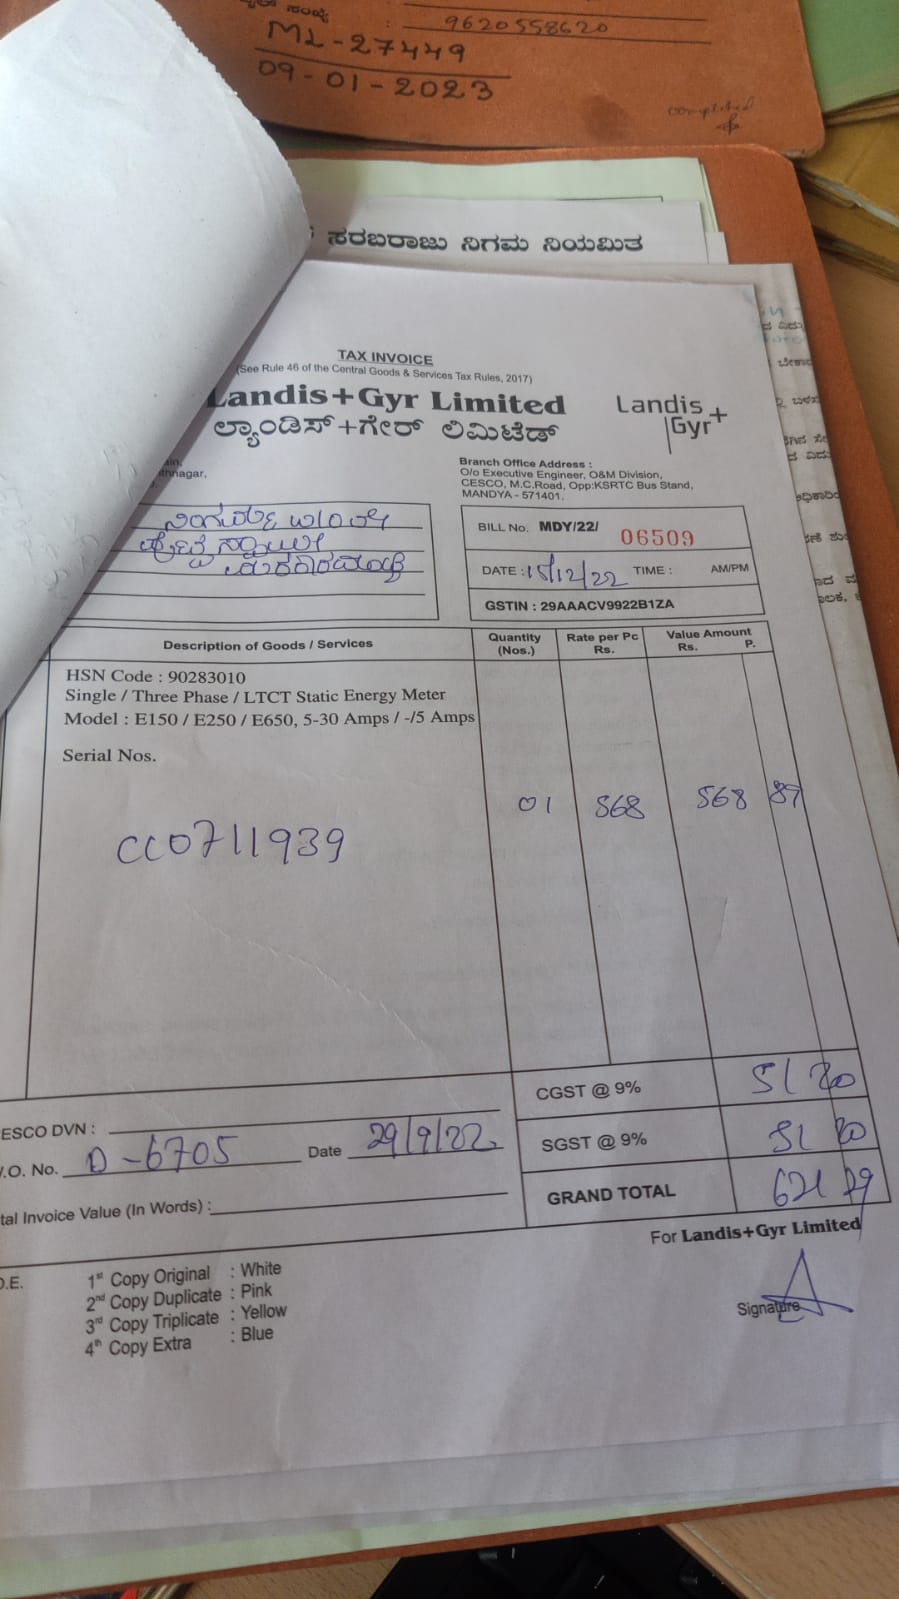 ಸಂಖ್ಯೆ
9620558620
ML-27449
09-01-2023
completed
ಸರಬರಾಜು ನಿಗಮ ನಿಯಮಿತ
TAX INVOICE
(See Rule 46 of the Central Goods & Services Tax Rules, 2017)
Landis+Gyr Limited
Landis+
Gyr
ಲ್ಯಾಂಡಿಸ್+ಗೇರ್ ಲಿಮಿಟೆಡ್
Branch Office Address :
O/o Executive Engineer, O&M Division,
CESCO, M.C.Road, Opp:KSRTC Bus Stand,
MANDYA - 571401.
BILL No. MDY/22/ 06509
DATE : 15/12/22 TIME : AM/PM
GSTIN : 29AAACV9922B1ZA
Description of Goods / Services
Quantity (Nos.)
Rate per Pc Rs.
Value Amount Rs. P.
HSN Code : 90283010
Single / Three Phase / LTCT Static Energy Meter
Model : E150 / E250 / E650, 5-30 Amps / -/5 Amps
Serial Nos.
01 568 568 89
CC0711939
CGST @ 9% 51 20
SGST @ 9% 51 20
GRAND TOTAL 671 29
ESCO DVN :
.O. No. D-6705 Date 29/9/22
tal Invoice Value (In Words) :
For Landis+Gyr Limited
Signature
O.E.
1st Copy Original : White
2nd Copy Duplicate : Pink
3rd Copy Triplicate : Yellow
4th Copy Extra : Blue